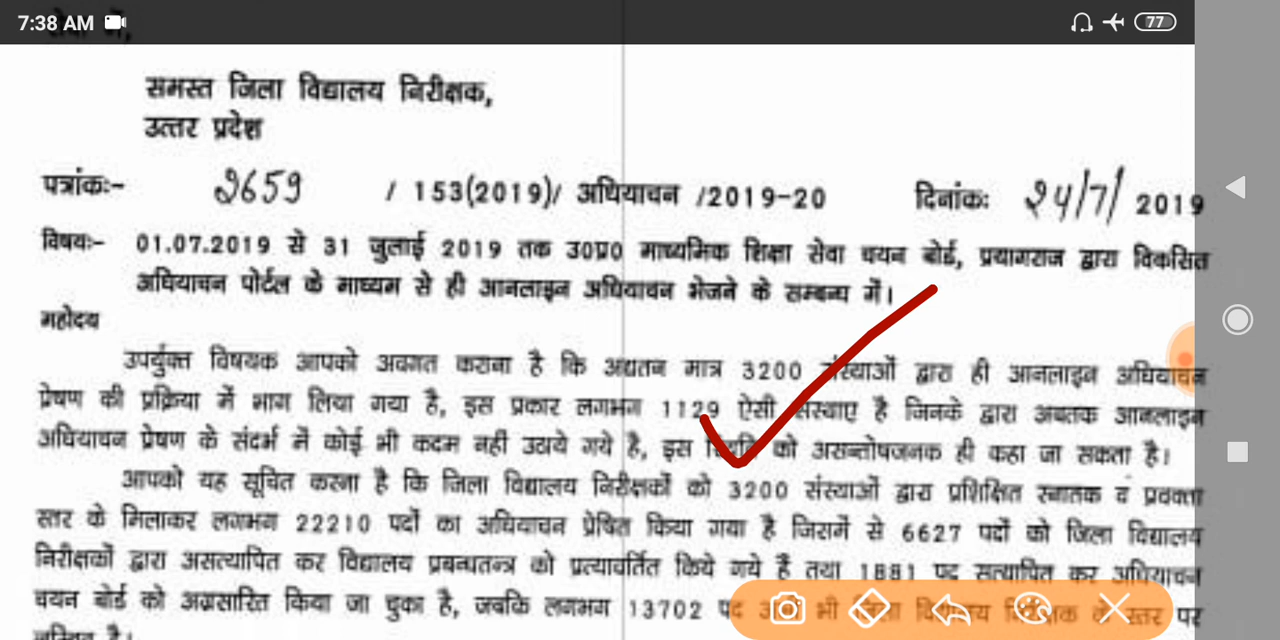 7:38 AM
77
सेवा में,
समस्त जिला विद्यालय निरीक्षक,
उत्तर प्रदेश
पत्रांकः- 9659 / 153(2019)/ अधियाचन /2019-20 दिनांकः 24/7/ 2019
विषयः- 01.07.2019 से 31 जुलाई 2019 तक उ0प्र0 माध्यमिक शिक्षा सेवा चयन बोर्ड, प्रयागराज द्वारा विकसित
अधियाचन पोर्टल के माध्यम से ही आनलाइन अधियाचन भेजने के सम्बन्ध में।
महोदय
उपर्युक्त विषयक आपको अवगत कराना है कि अद्यतन मात्र 3200 संस्थाओं द्वारा ही आनलाइन अधियाचन
प्रेषण की प्रक्रिया में भाग लिया गया है, इस प्रकार लगभग 1129 ऐसी संस्थाए है जिनके द्वारा अबतक आनलाइन
अधियाचन प्रेषण के संदर्भ में कोई भी कदम नहीं उठाये गये है, इस स्थिति को असन्तोषजनक ही कहा जा सकता है।
आपको यह सूचित करना है कि जिला विद्यालय निरीक्षकों को 3200 संस्थाओं द्वारा प्रशिक्षित स्नातक व प्रवक्ता
स्तर के मिलाकर लगभग 22210 पदों का अधियाचन प्रेषित किया गया है जिसमें से 6627 पदों को जिला विद्यालय
निरीक्षकों द्वारा असत्यापित कर विद्यालय प्रबन्धतन्त्र को प्रत्यावर्तित किये गये हैं तथा 1881 पद सत्यापित कर अधियाचन
चयन बोर्ड को अग्रसारित किया जा चुका है, जबकि लगभग 13702 पद भी जिला विद्यालय निरीक्षक के स्तर पर
लम्बित है।